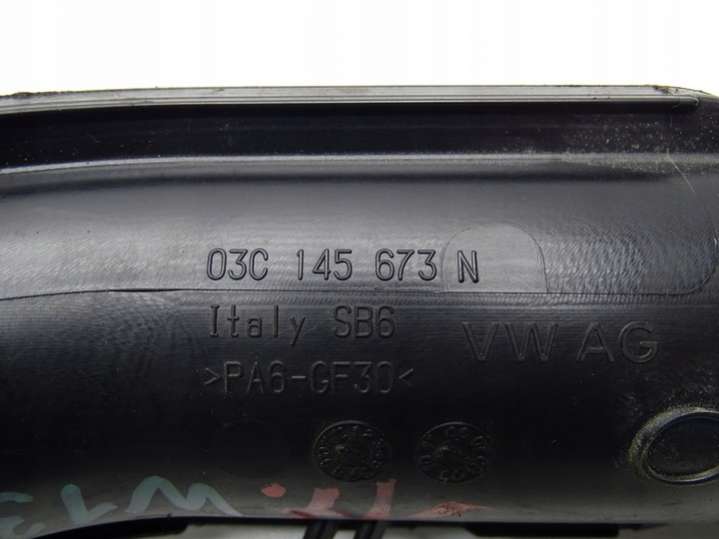 03C 145 673 N
Italy SB6
VW AG
>PA6-GF30<